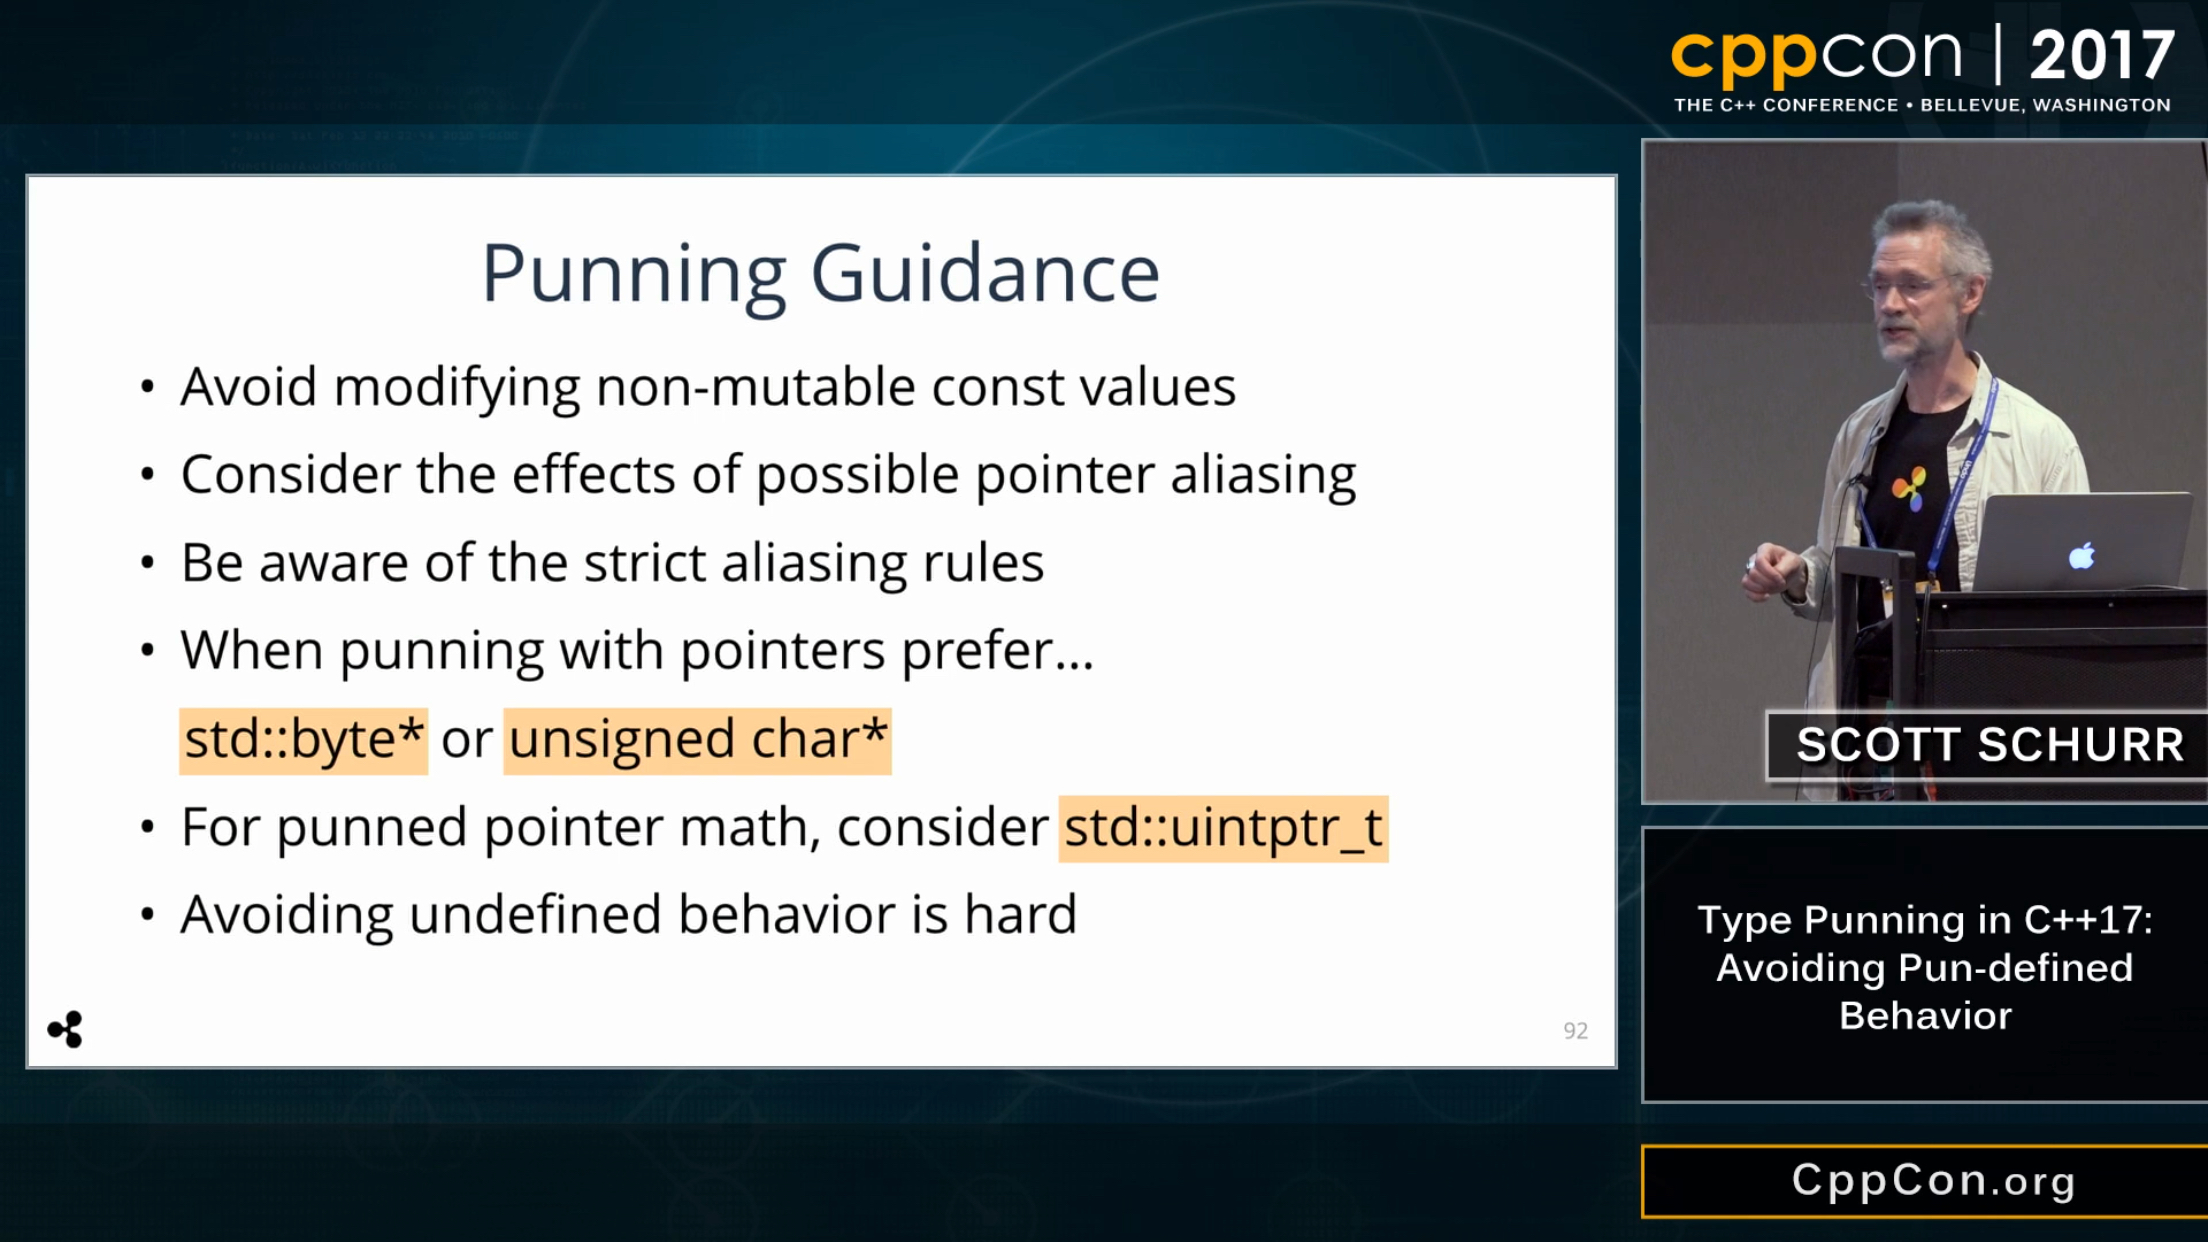 cppcon | 2017
THE C++ CONFERENCE • BELLEVUE, WASHINGTON
Punning Guidance
• Avoid modifying non-mutable const values
• Consider the effects of possible pointer aliasing
• Be aware of the strict aliasing rules
• When punning with pointers prefer...
std::byte* or unsigned char*
• For punned pointer math, consider std::uintptr_t
• Avoiding undefined behavior is hard
92
SCOTT SCHURR
Type Punning in C++17:
Avoiding Pun-defined
Behavior
CppCon.org